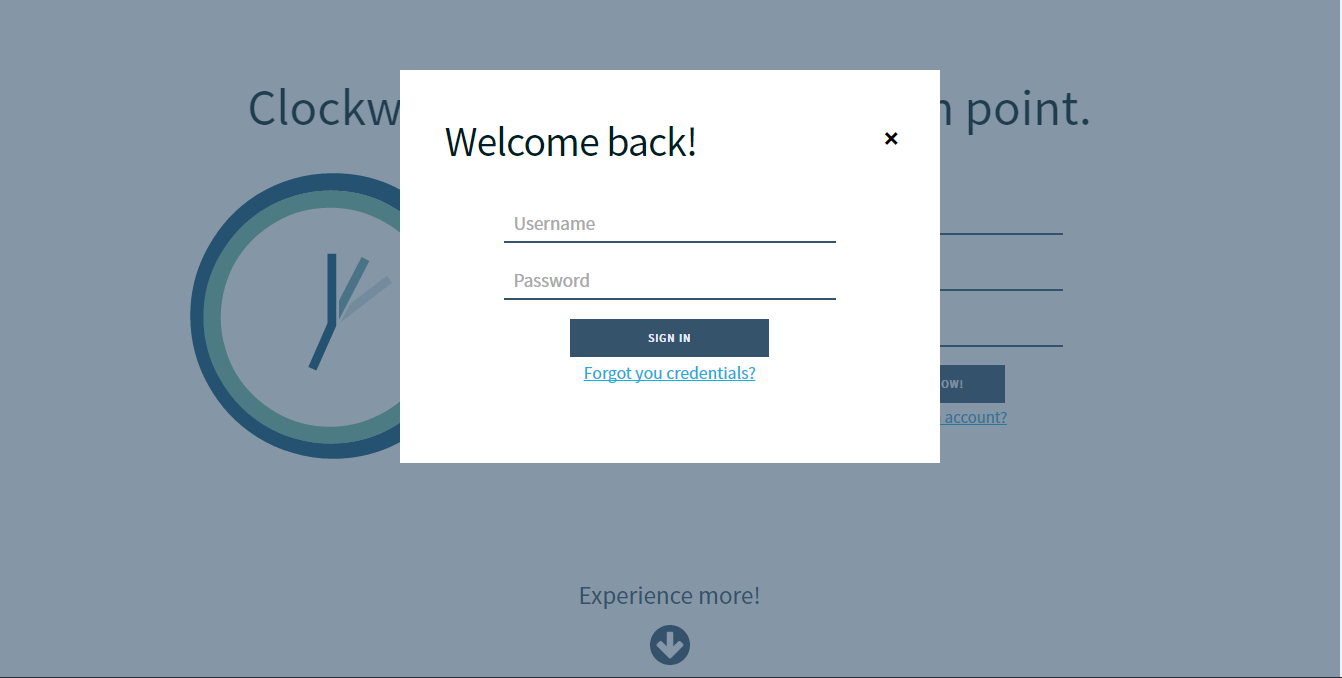 Clockw
point.
Welcome back!
×
Username
Password
SIGN IN
OW!
Forgot you credentials?
account?
Experience more!